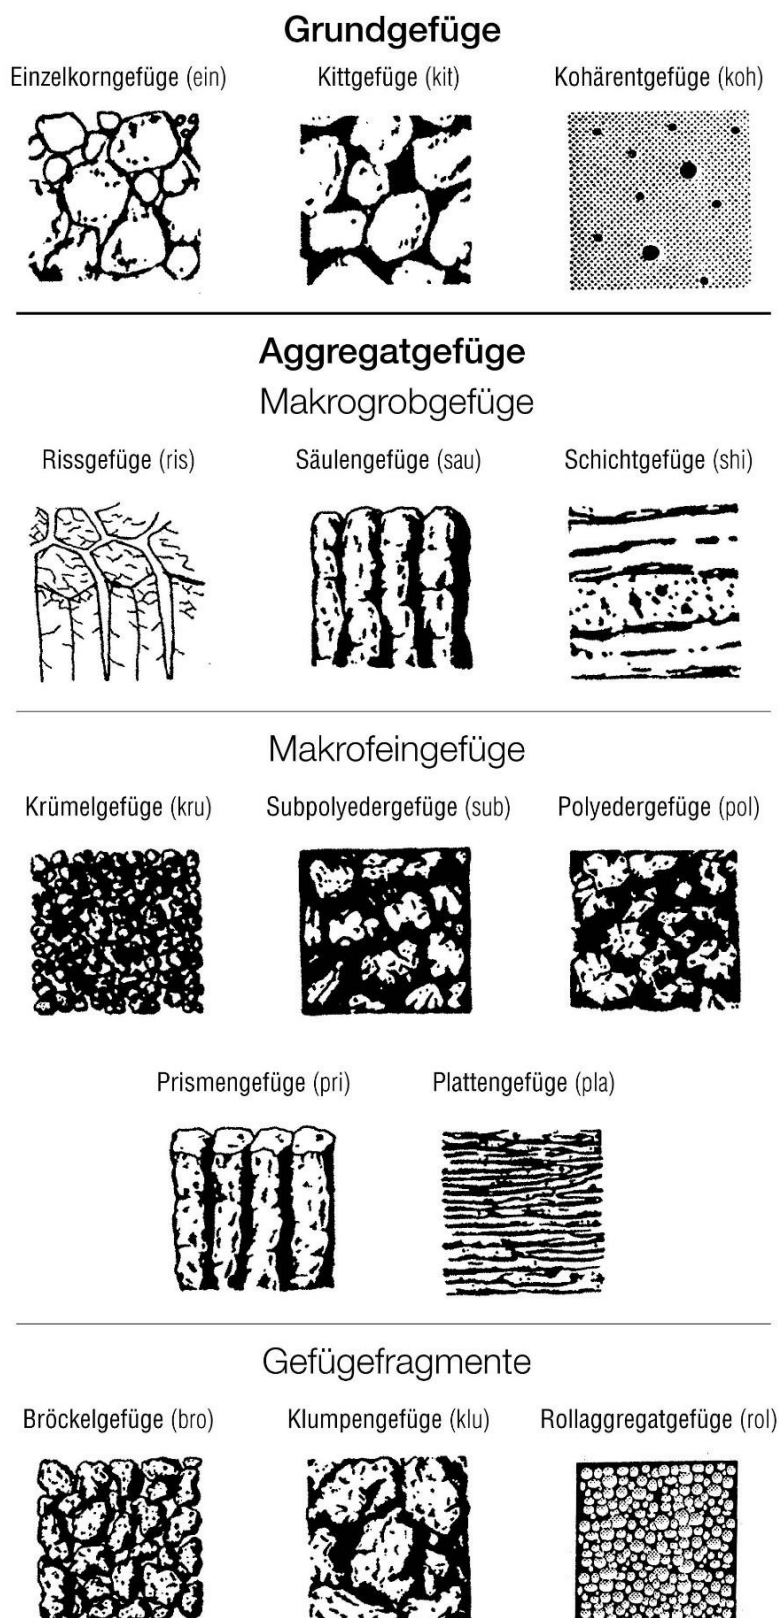 Grundgefüge
Einzelkorngefüge (ein) Kittgefüge (kit) Kohärentgefüge (koh)
Aggregatgefüge
Makrogrobgefüge
Rissgefüge (ris) Säulengefüge (sau) Schichtgefüge (shi)
Makrofeingefüge
Krümelgefüge (kru) Subpolyedergefüge (sub) Polyedergefüge (pol)
Prismengefüge (pri) Plattengefüge (pla)
Gefügefragmente
Bröckelgefüge (bro) Klumpengefüge (klu) Rollaggregatgefüge (rol)